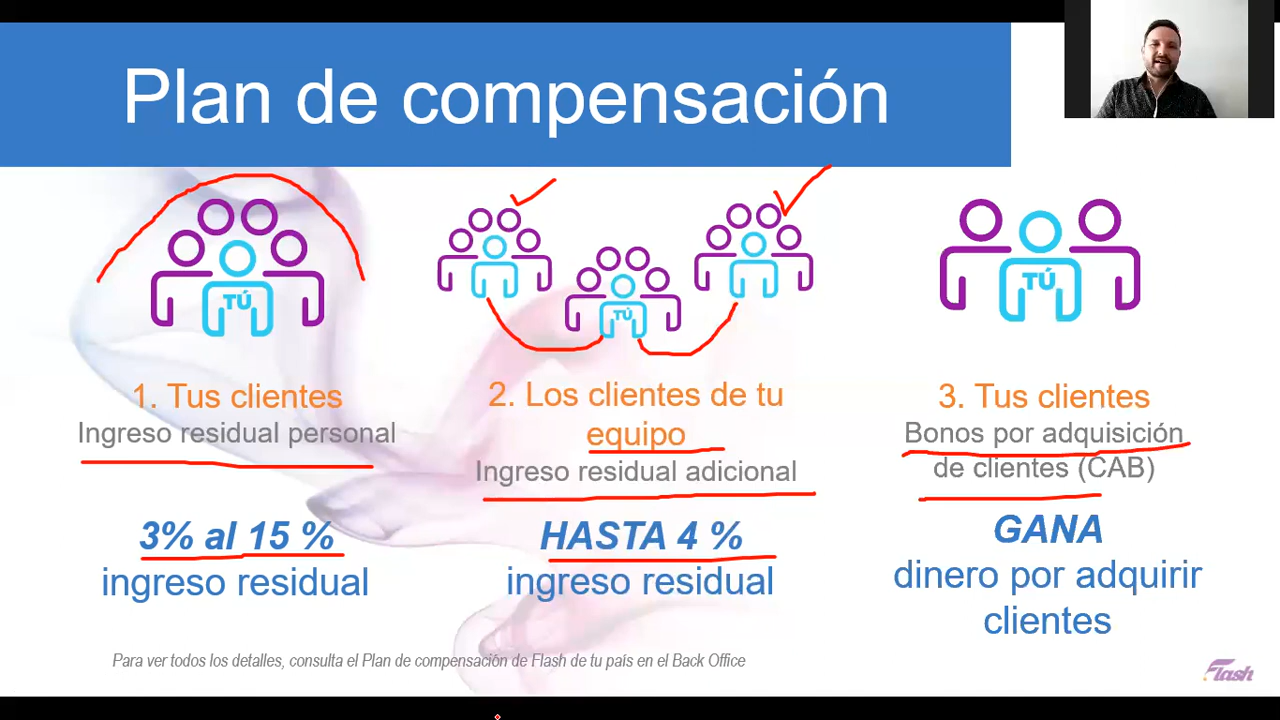 Plan de compensación
TÚ
TÚ
TÚ
1. Tus clientes
Ingreso residual personal
3% al 15 %
ingreso residual
2. Los clientes de tu
equipo
Ingreso residual adicional
HASTA 4 %
ingreso residual
3. Tus clientes
Bonos por adquisición
de clientes (CAB)
GANA
dinero por adquirir
clientes
Para ver todos los detalles, consulta el Plan de compensación de Flash de tu país en el Back Office
Flash